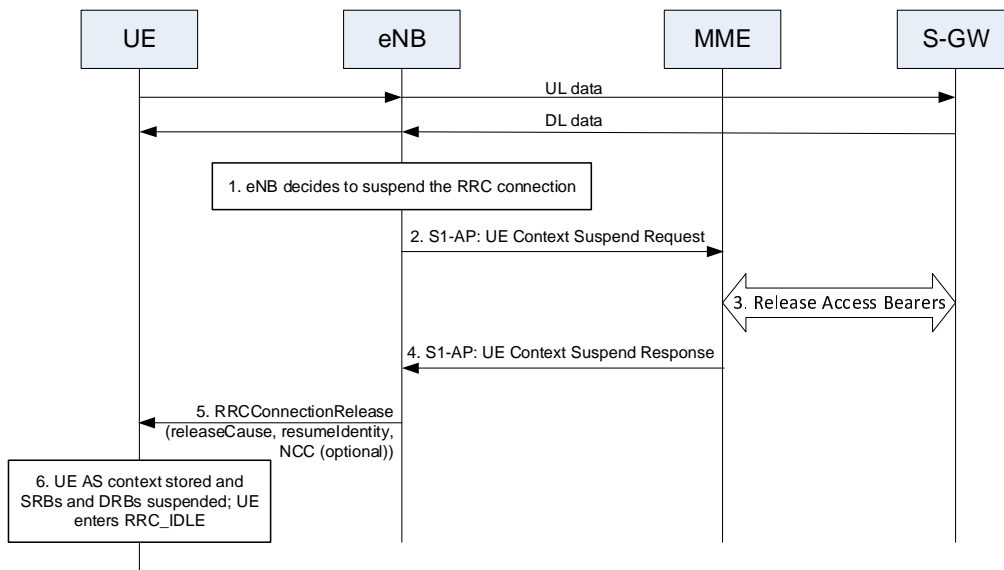 UE
eNB
MME
S-GW
UL data
DL data
1. eNB decides to suspend the RRC connection
2. S1-AP: UE Context Suspend Request
3. Release Access Bearers
4. S1-AP: UE Context Suspend Response
5. RRCConnectionRelease
(releaseCause, resumeIdentity,
NCC (optional))
6. UE AS context stored and
SRBs and DRBs suspended; UE
enters RRC_IDLE